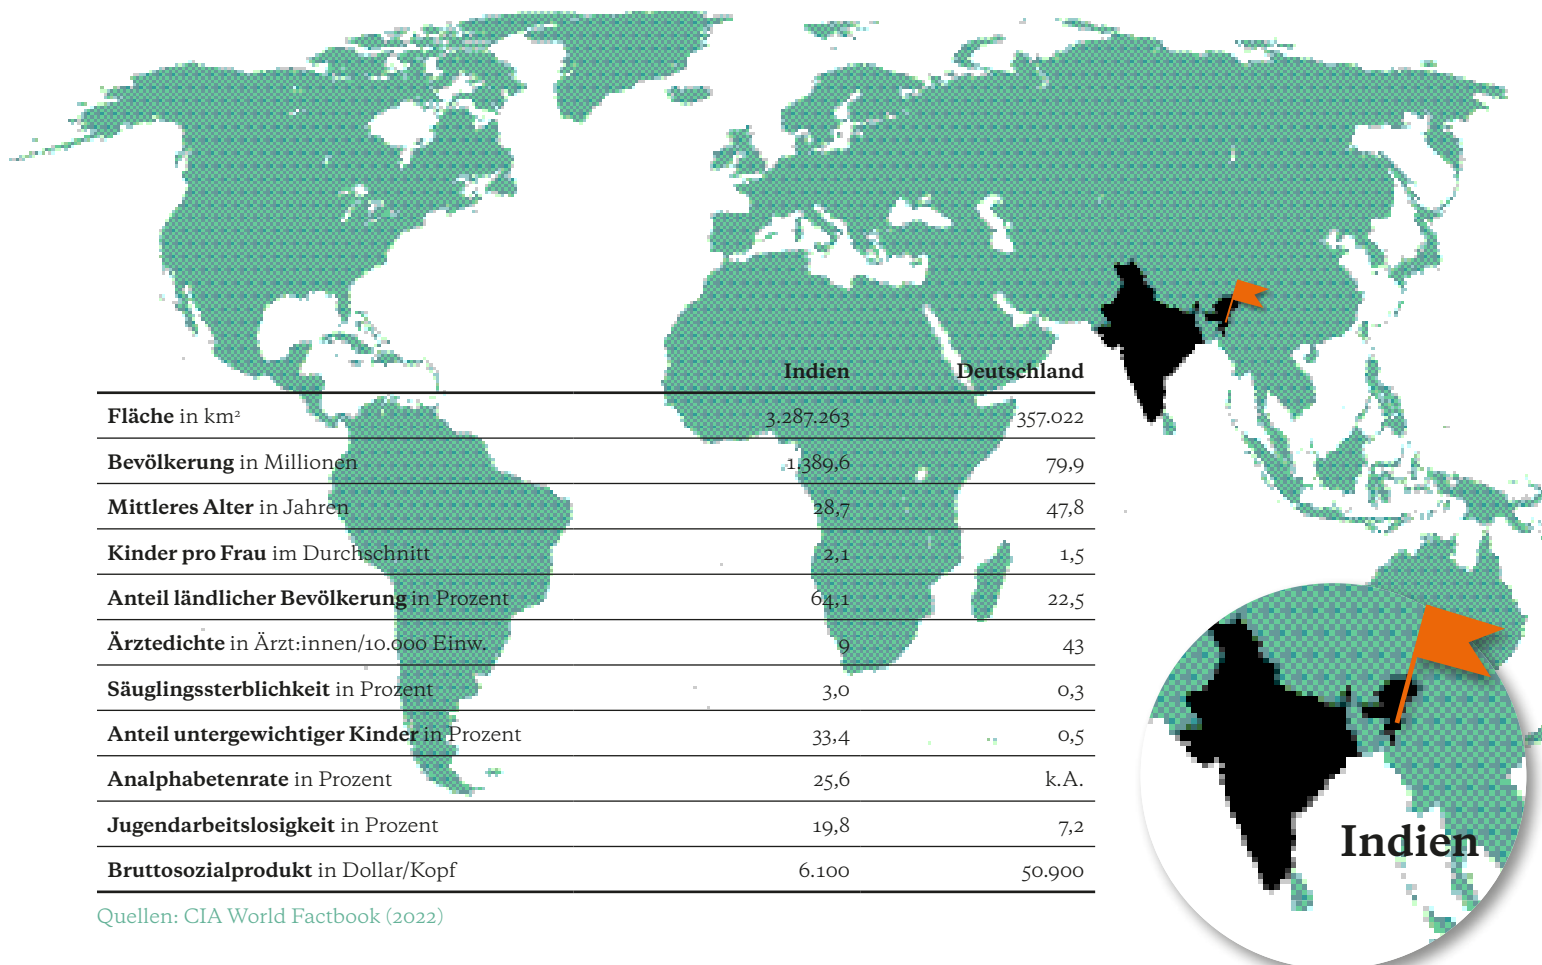 Indien Deutschland
Fläche in km² 3.287.263 357.022
Bevölkerung in Millionen 1.389,6 79,9
Mittleres Alter in Jahren 28,7 47,8
Kinder pro Frau im Durchschnitt 2,1 1,5
Anteil ländlicher Bevölkerung in Prozent 64,1 22,5
Ärztedichte in Ärzt:innen/10.000 Einw. 9 43
Säuglingssterblichkeit in Prozent 3,0 0,3
Anteil untergewichtiger Kinder in Prozent 33,4 0,5
Analphabetenrate in Prozent 25,6 k.A.
Jugendarbeitslosigkeit in Prozent 19,8 7,2
Bruttosozialprodukt in Dollar/Kopf 6.100 50.900
Quellen: CIA World Factbook (2022)
Indien